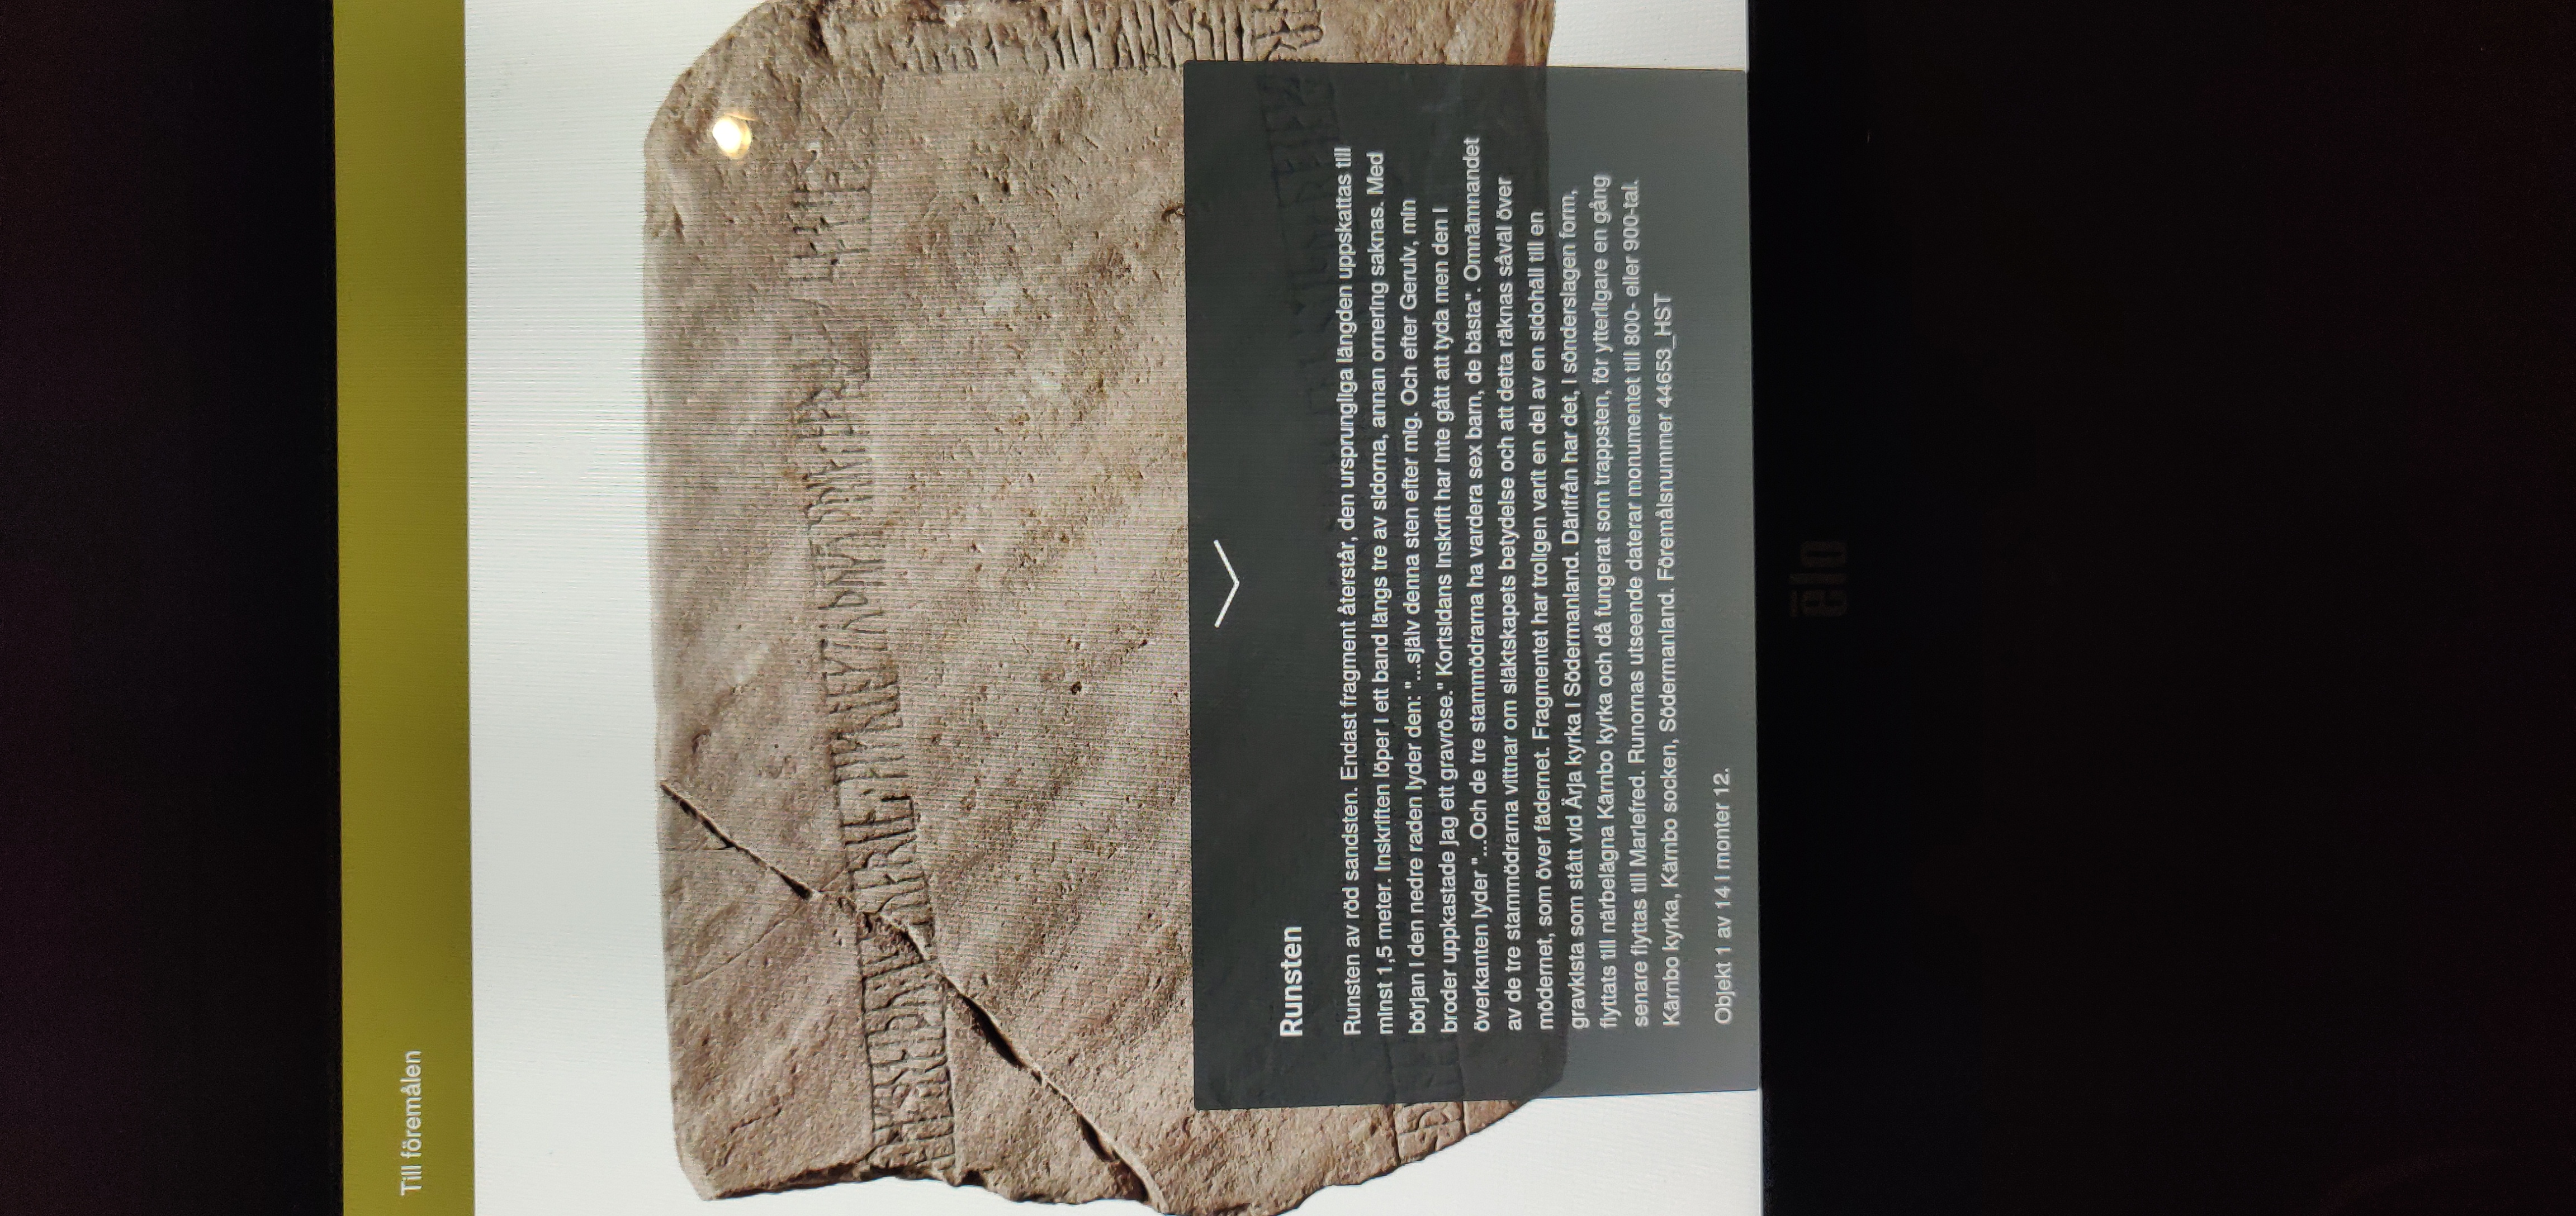 Till föremålen
Runsten
Runsten av röd sandsten. Endast fragment återstår, den ursprungliga längden uppskattas till
minst 1,5 meter. Inskriften löper i ett band längs tre av sidorna, annan ornering saknas. Med
början i den nedre raden lyder den: "...själv denna sten efter mig. Och efter Gerulv, min
broder uppkastade jag ett gravröse." Kortsidans inskrift har inte gått att tyda men den i
överkanten lyder "...Och de tre stammödrarna ha vardera sex barn, de bästa". Omnämnandet
av de tre stammödrarna vittnar om släktskapets betydelse och att detta räknas såväl över
mödernet, som över fädernet. Fragmentet har troligen varit en del av en sidohäll till en
gravkista som stått vid Ärja kyrka i Södermanland. Därifrån har det, i sönderslagen form,
flyttats till närbelägna Kärnbo kyrka och då fungerat som trappsten, för ytterligare en gång
senare flyttas till Mariefred. Runornas utseende daterar monumentet till 800- eller 900-tal.
Kärnbo kyrka, Kärnbo socken, Södermanland. Föremålsnummer 44653_HST
Objekt 1 av 14 i monter 12.
ēlo